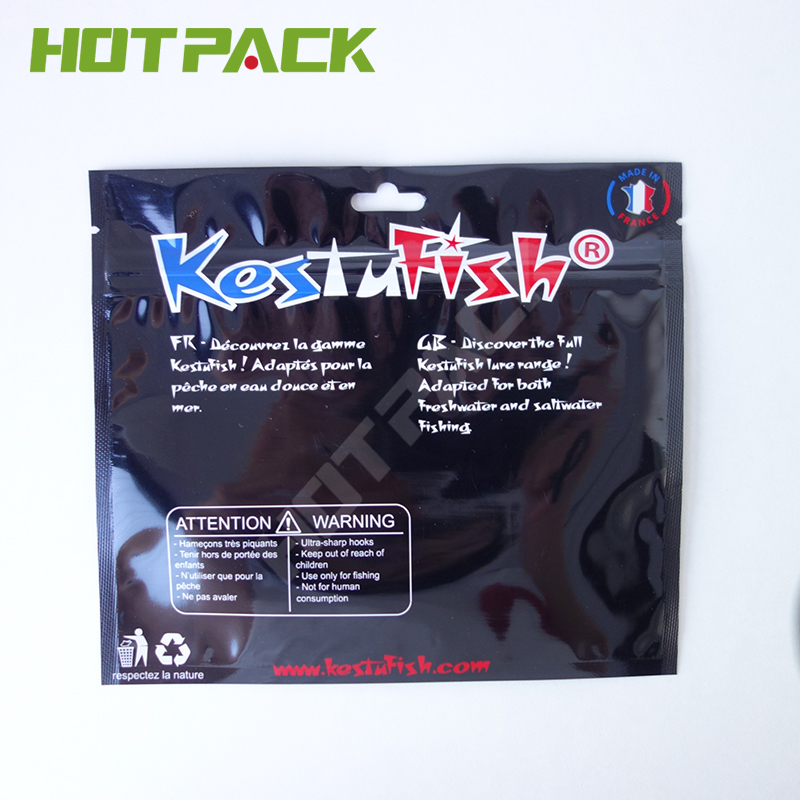 HOTPACK
MADE IN
FRANCE
KestuFish®
FR - Découvrez la gamme
KestuFish ! Adaptés pour la
pêche en eau douce et en
mer.
GB - Discover the full
KestuFish lure range !
Adapted for both
freshwater and saltwater
fishing
HOTPACK
ATTENTION WARNING
- Hameçons très piquants
- Tenir hors de portée des
enfants
- N'utiliser que pour la
pêche
- Ne pas avaler
- Ultra-sharp hooks
- Keep out of reach of
children
- Use only for fishing
- Not for human
consumption
respectez la nature
www.kestufish.com